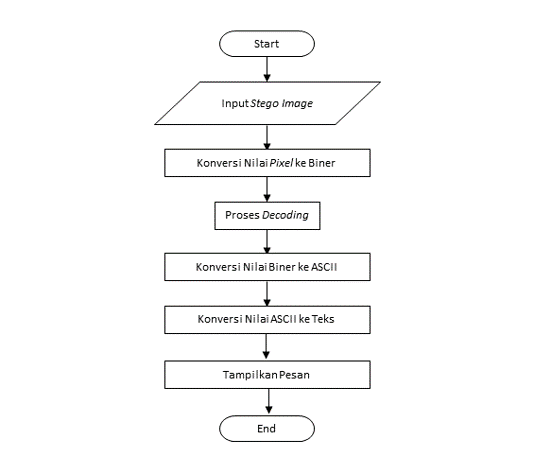 Start
Input Stego Image
Konversi Nilai Pixel ke Biner
Proses Decoding
Konversi Nilai Biner ke ASCII
Konversi Nilai ASCII ke Teks
Tampilkan Pesan
End